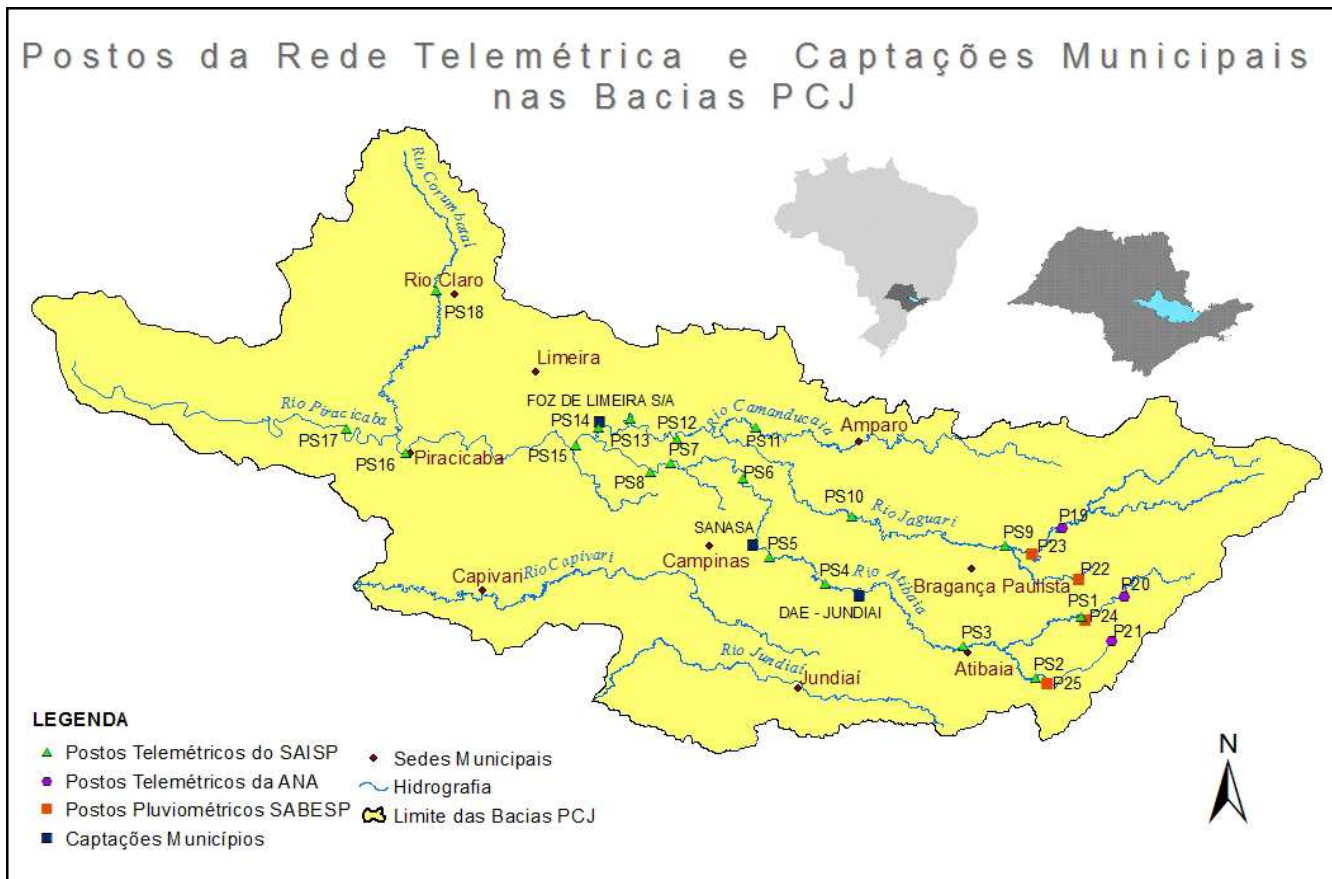 Postos da Rede Telemétrica e Captações Municipais
nas Bacias PCJ
Rio Corumbataí
Rio Claro
PS18
Limeira
FOZ DE LIMEIRA S/A
PS14
PS13
PS12
Rio Camanducaia
PS11
Amparo
Rio Piracicaba
PS17
PS16
Piracicaba
PS15
PS8
PS7
PS6
PS10
Rio Jaguari
PS9
P19
P23
SANASA
Campinas
PS5
PS4
Rio Atibaia
Bragança Paulista
P22
P20
Capivari
Rio Capivari
DAE - JUNDIAI
PS1
P24
P21
PS3
Atibaia
PS2
P25
Rio Jundiaí
Jundiaí
LEGENDA
Postos Telemétricos do SAISP
Postos Telemétricos da ANA
Postos Pluviométricos SABESP
Captações Municípios
Sedes Municipais
Hidrografia
Limite das Bacias PCJ
N